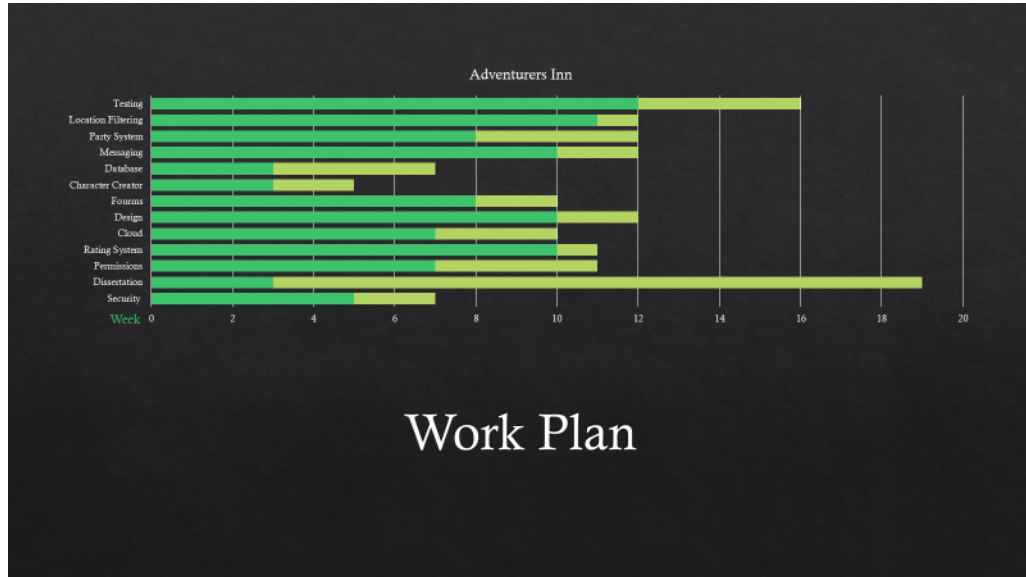 Adventurers Inn
Testing
Location Filtering
Party System
Messaging
Database
Character Creator
Fourms
Design
Cloud
Rating System
Permissions
Dissertation
Security
Week 0 2 4 6 8 10 12 14 16 18 20
Work Plan